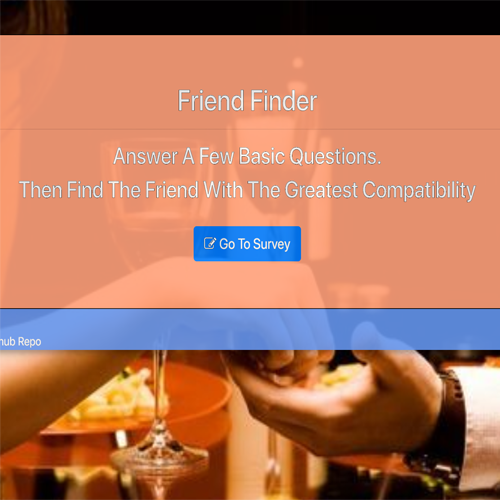 Friend Finder
Answer A Few Basic Questions.
Then Find The Friend With The Greatest Compatibility
Go To Survey
hub Repo